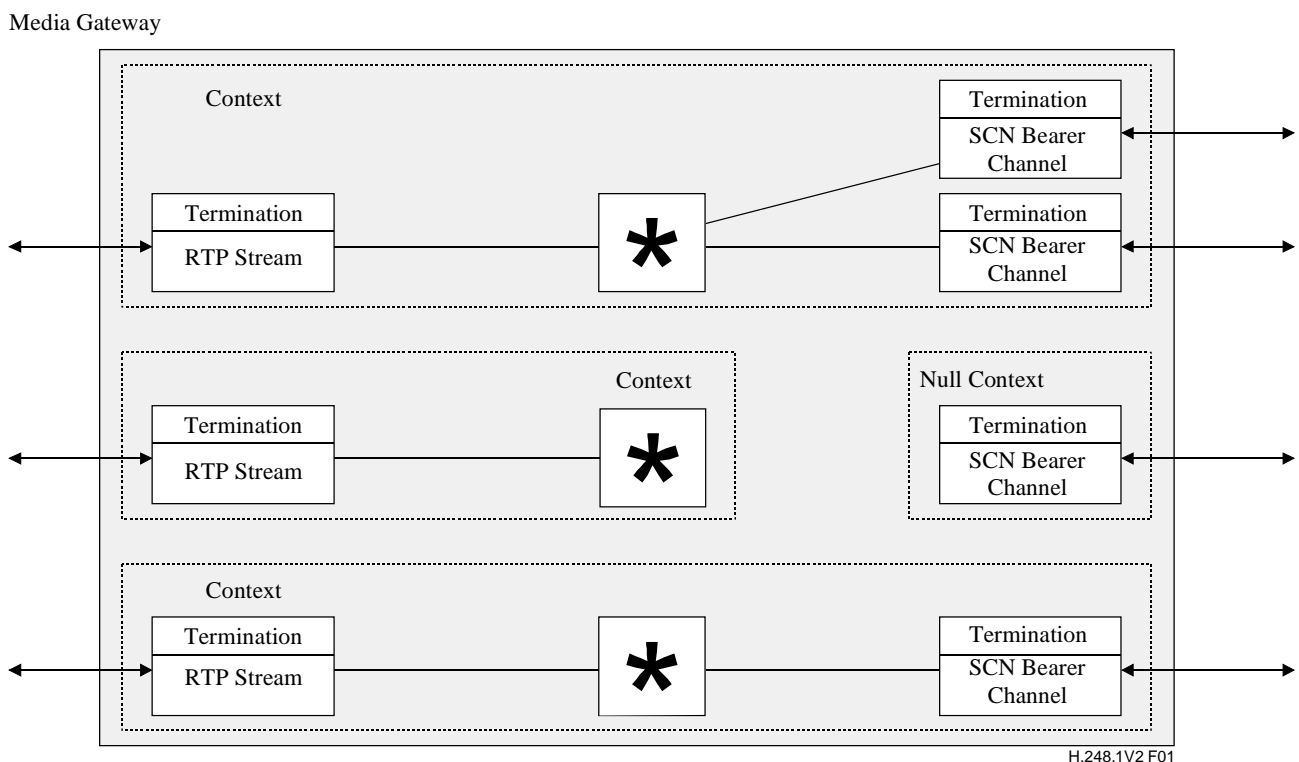 Media Gateway
Context
Termination
SCN Bearer
Channel
Termination
RTP Stream
*
Termination
SCN Bearer
Channel
Context
Null Context
Termination
RTP Stream
*
Termination
SCN Bearer
Channel
Context
Termination
RTP Stream
*
Termination
SCN Bearer
Channel
H.248.1V2 F01